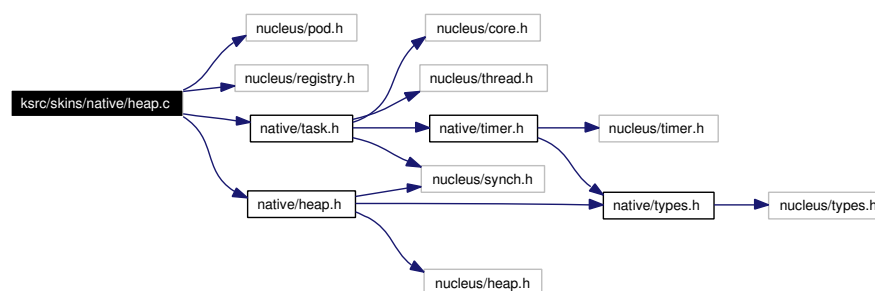 nucleus/pod.h
nucleus/core.h
nucleus/registry.h
nucleus/thread.h
ksrc/skins/native/heap.c
native/task.h
native/timer.h
nucleus/timer.h
nucleus/synch.h
native/heap.h
native/types.h
nucleus/types.h
nucleus/heap.h